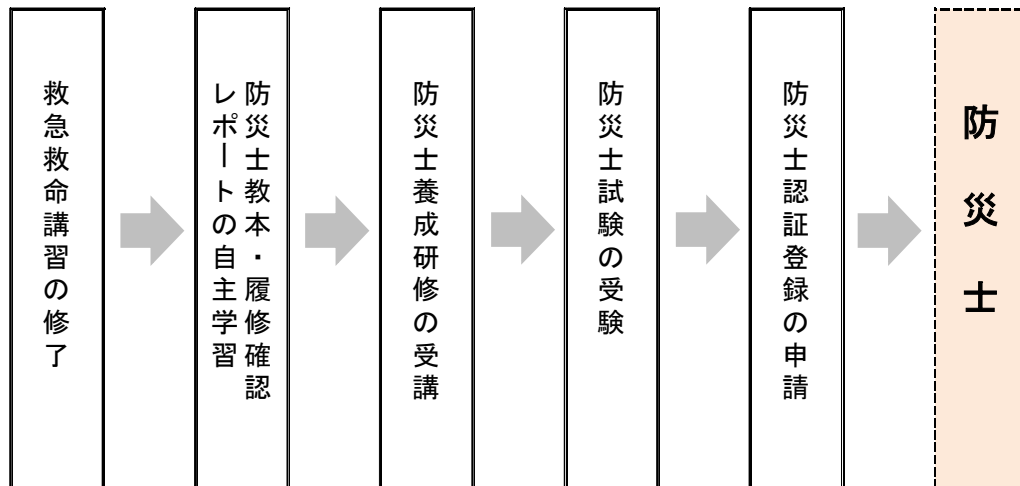 救急救命講習の修了
防災士教本・履修確認
レポートの自主学習
防災士養成研修の受講
防災士試験の受験
防災士認証登録の申請
防災士